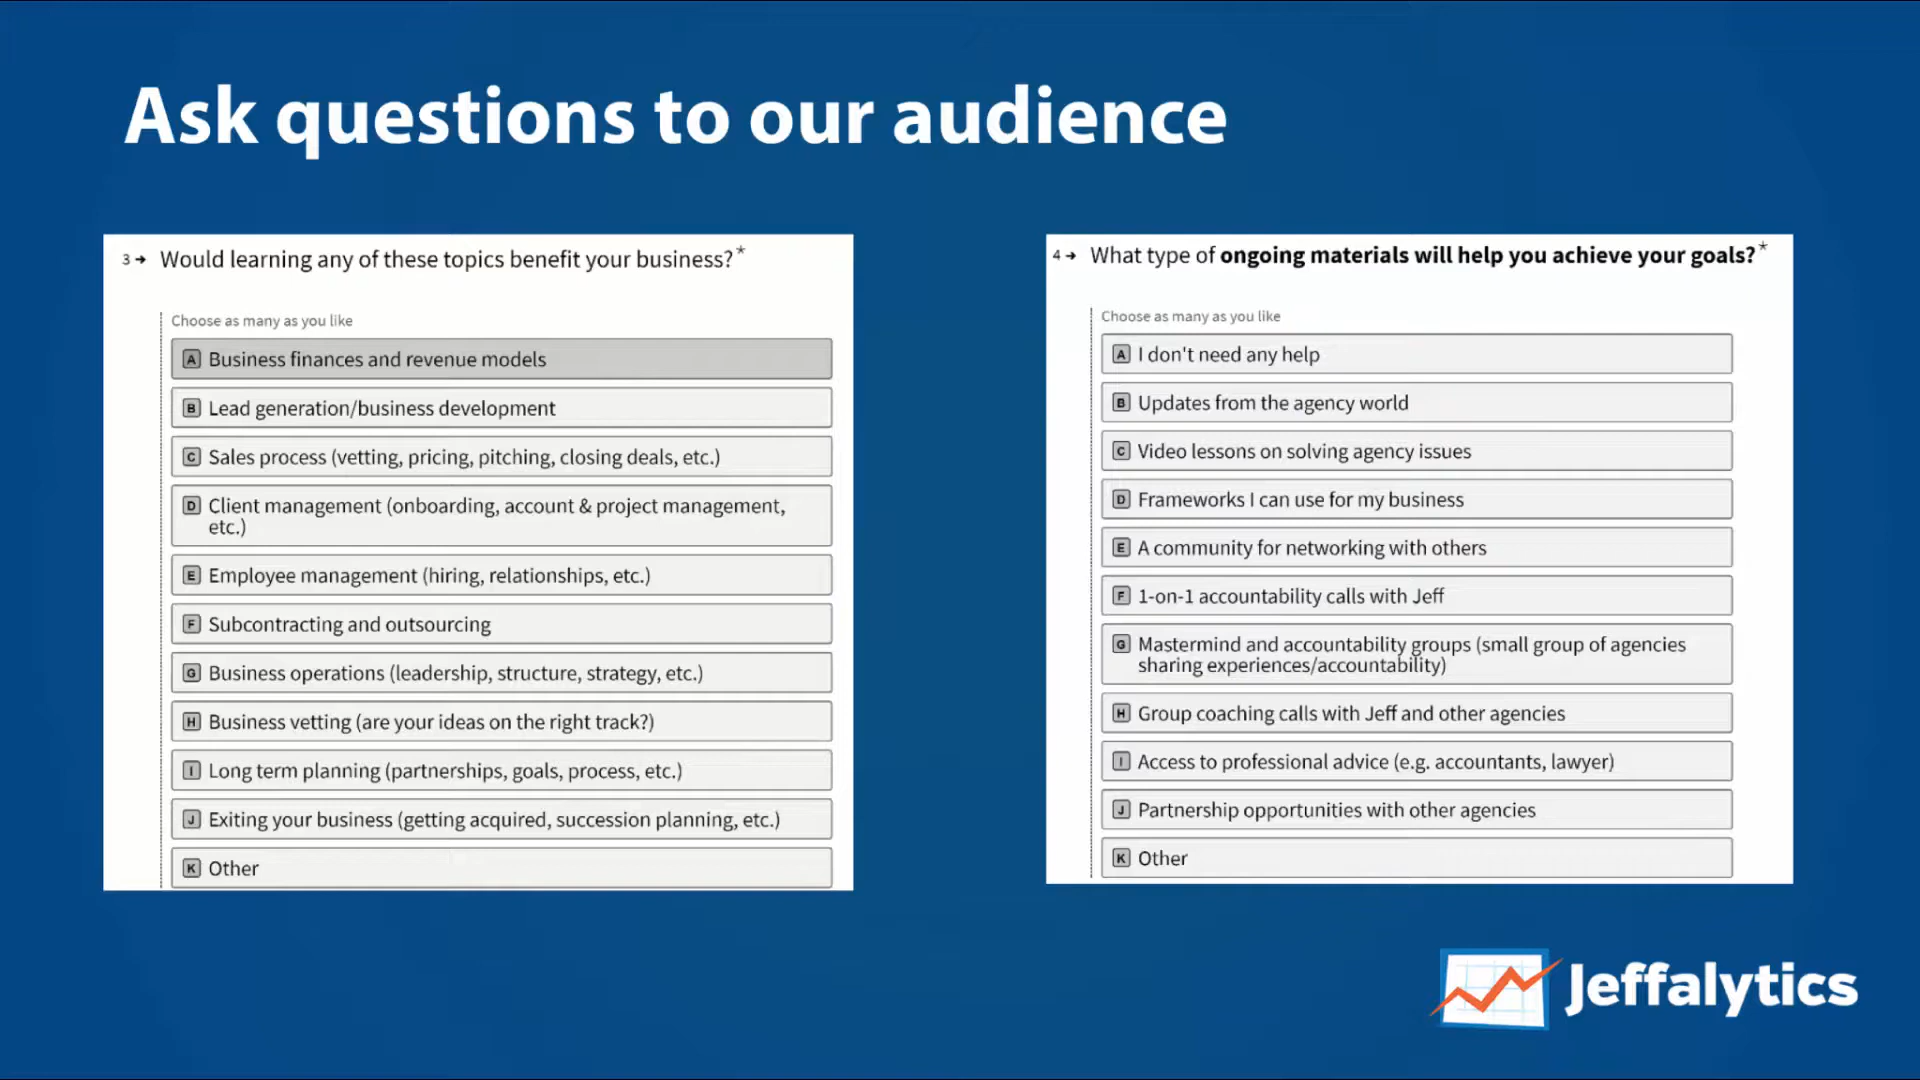 Ask questions to our audience
3 → Would learning any of these topics benefit your business?*
Choose as many as you like
A Business finances and revenue models
B Lead generation/business development
C Sales process (vetting, pricing, pitching, closing deals, etc.)
D Client management (onboarding, account & project management,
etc.)
E Employee management (hiring, relationships, etc.)
F Subcontracting and outsourcing
G Business operations (leadership, structure, strategy, etc.)
H Business vetting (are your ideas on the right track?)
I Long term planning (partnerships, goals, process, etc.)
J Exiting your business (getting acquired, succession planning, etc.)
K Other
4 → What type of ongoing materials will help you achieve your goals?*
Choose as many as you like
A I don't need any help
B Updates from the agency world
C Video lessons on solving agency issues
D Frameworks I can use for my business
E A community for networking with others
F 1-on-1 accountability calls with Jeff
G Mastermind and accountability groups (small group of agencies
sharing experiences/accountability)
H Group coaching calls with Jeff and other agencies
I Access to professional advice (e.g. accountants, lawyer)
J Partnership opportunities with other agencies
K Other
Jeffalytics